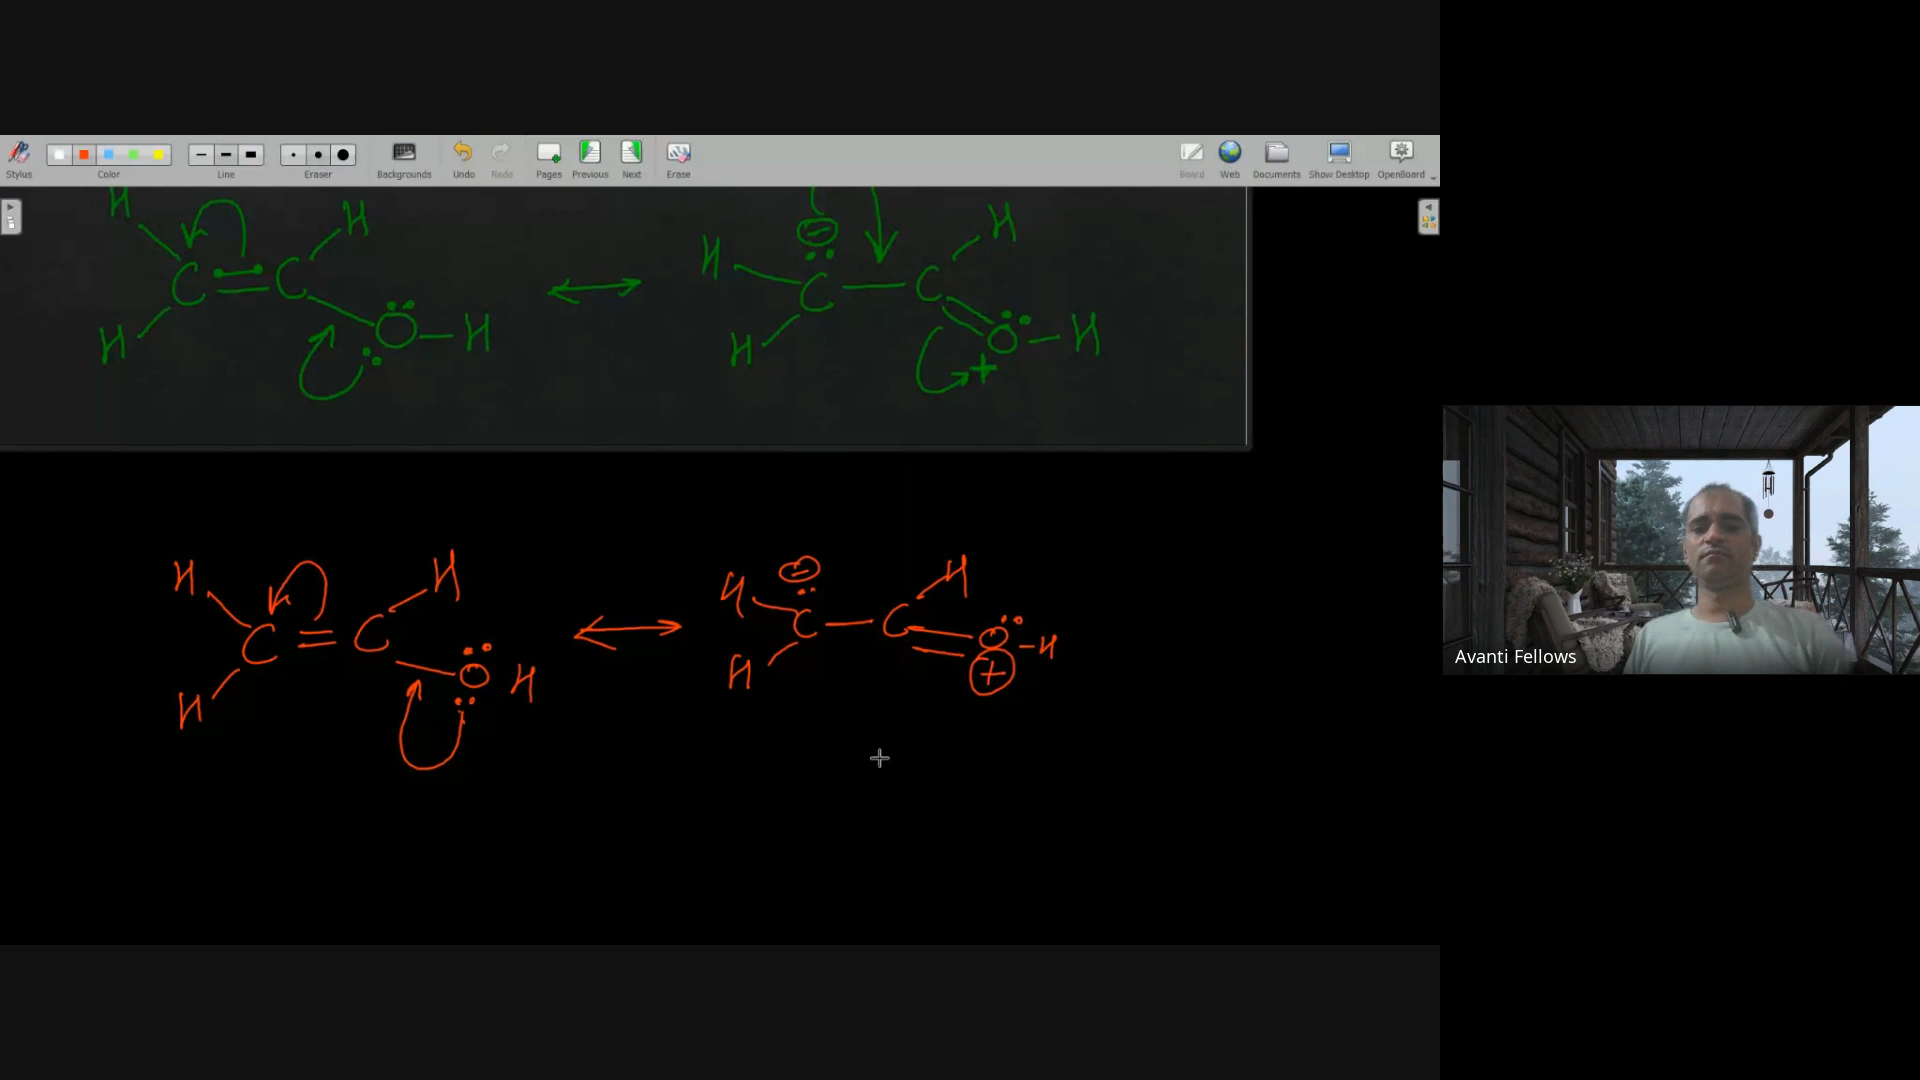 Stylus Color Line Eraser Backgrounds Undo Redo Pages Previous Next Erase Board Web Documents Show Desktop OpenBoard
H H ⊖ H
H
C = C ↔ C — C
H O — H H O — H
+
H H H ⊖ H
C = C ↔ C — C
O H H O — H
H ⊕
Avanti Fellows